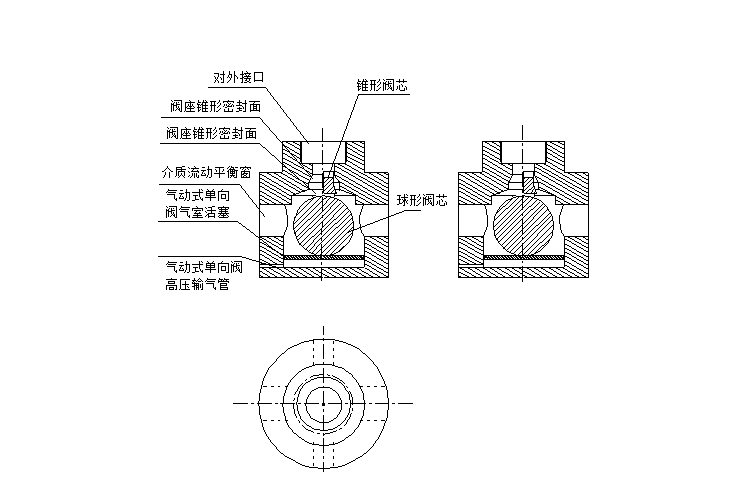 对外接口
锥形阀芯
阀座锥形密封面
阀座锥形密封面
介质流动平衡窗
气动式单向
阀气室活塞
球形阀芯
气动式单向阀
高压输气管